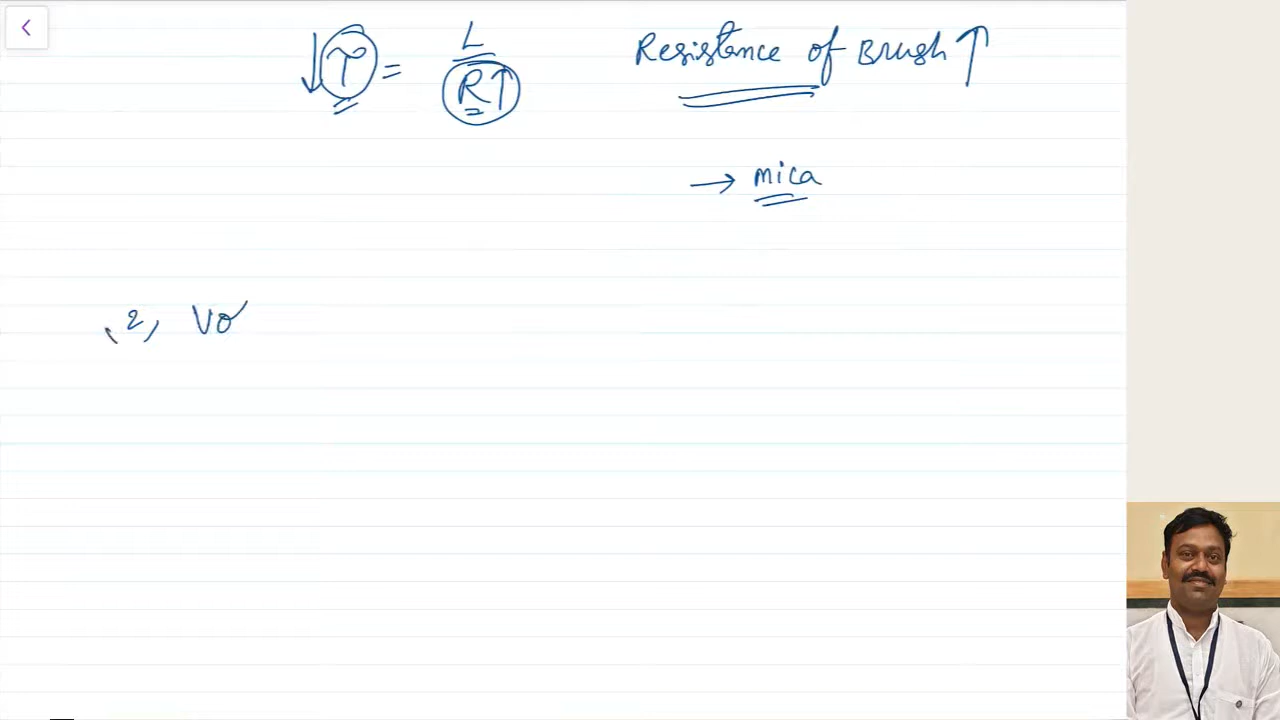 ↓τ = L / R↑
Resistance of Brush ↑
→ mica
(2) Vo